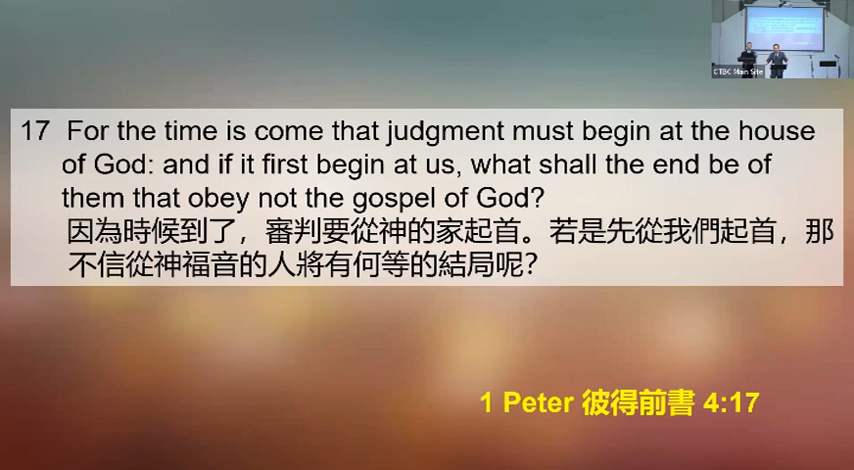 CTBC Main Site
17 For the time is come that judgment must begin at the house
of God: and if it first begin at us, what shall the end be of
them that obey not the gospel of God?
因為時候到了，審判要從神的家起首。若是先從我們起首，那
不信從神福音的人將有何等的結局呢？
1 Peter 彼得前書 4:17